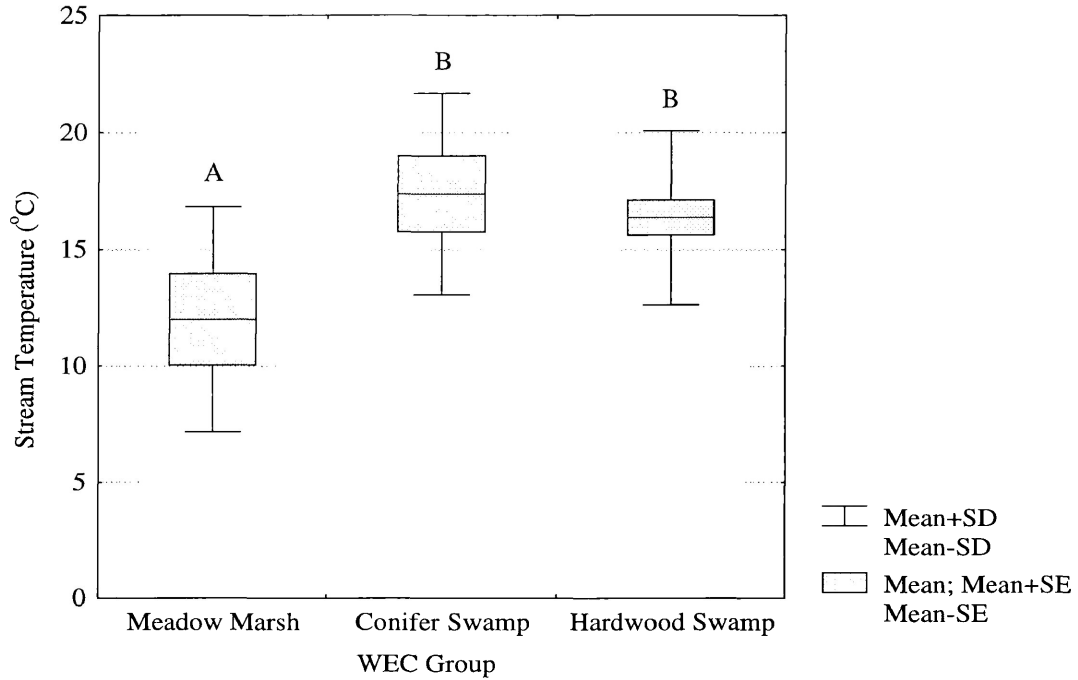 25
20
15
10
5
0
Stream Temperature (°C)
A
B
B
Meadow Marsh Conifer Swamp Hardwood Swamp
WEC Group
Mean+SD
Mean-SD
Mean; Mean+SE
Mean-SE